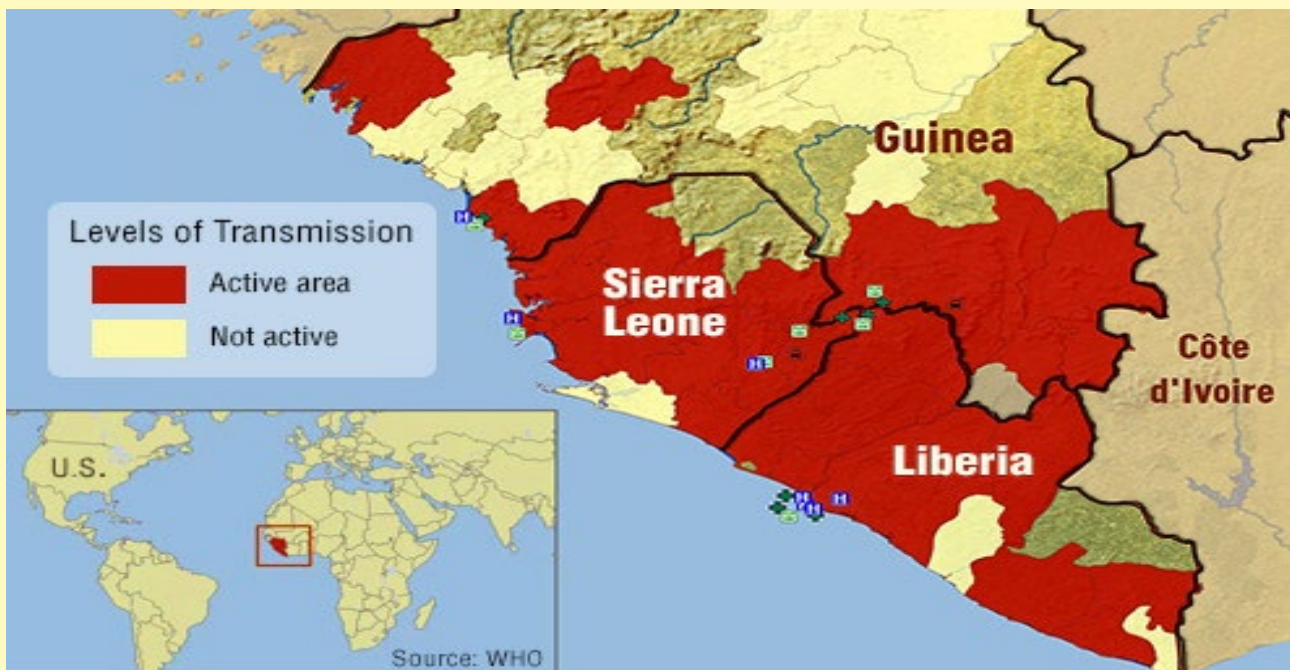 Guinea
Levels of Transmission
Active area
Not active
Sierra
Leone
Côte
d'Ivoire
Liberia
U.S.
Source: WHO
H
H
H
H
H
H